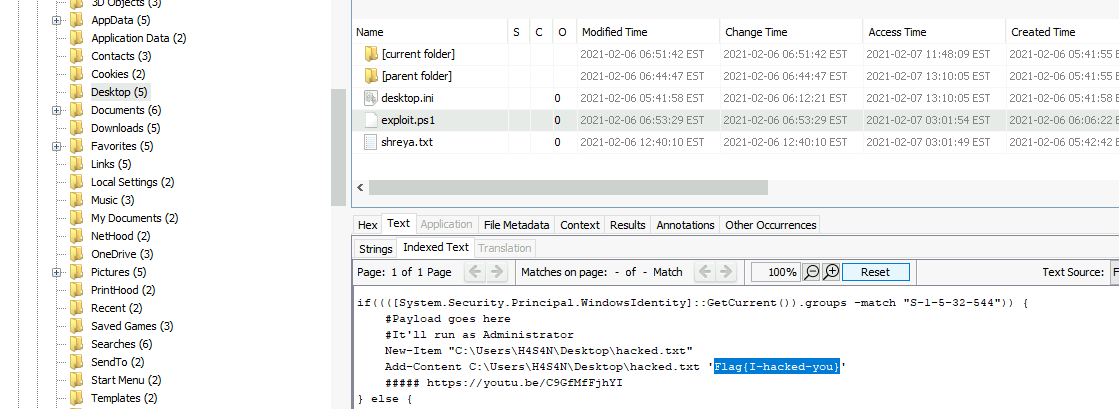 3D Objects (3)
AppData (5)
Application Data (2)
Contacts (3)
Cookies (2)
Desktop (5)
Documents (6)
Downloads (5)
Favorites (5)
Links (5)
Local Settings (2)
Music (3)
My Documents (2)
NetHood (2)
OneDrive (3)
Pictures (5)
PrintHood (2)
Recent (2)
Saved Games (3)
Searches (6)
SendTo (2)
Start Menu (2)
Templates (2)
Name S C O Modified Time Change Time Access Time Created Time
[current folder] 2021-02-06 06:51:42 EST 2021-02-06 06:51:42 EST 2021-02-07 11:48:09 EST 2021-02-06 05:41:55
[parent folder] 2021-02-06 06:44:47 EST 2021-02-06 06:44:47 EST 2021-02-07 13:10:05 EST 2021-02-06 05:41:55
desktop.ini 0 2021-02-06 05:41:58 EST 2021-02-06 06:12:21 EST 2021-02-07 13:10:05 EST 2021-02-06 05:41:58
exploit.ps1 0 2021-02-06 06:53:29 EST 2021-02-06 06:53:29 EST 2021-02-07 03:01:54 EST 2021-02-06 06:06:22
shreya.txt 0 2021-02-06 12:40:10 EST 2021-02-06 12:40:10 EST 2021-02-07 03:01:49 EST 2021-02-06 05:42:42
Hex Text Application File Metadata Context Results Annotations Other Occurrences
Strings Indexed Text Translation
Page: 1 of 1 Page Matches on page: - of - Match 100% Reset Text Source: F
if((([System.Security.Principal.WindowsIdentity]::GetCurrent()).groups -match "S-1-5-32-544")) {
#Payload goes here
#It'll run as Administrator
New-Item "C:\Users\H4S4N\Desktop\hacked.txt"
Add-Content C:\Users\H4S4N\Desktop\hacked.txt 'Flag{I-hacked-you}'
##### https://youtu.be/C9GfMfFjhYI
} else {